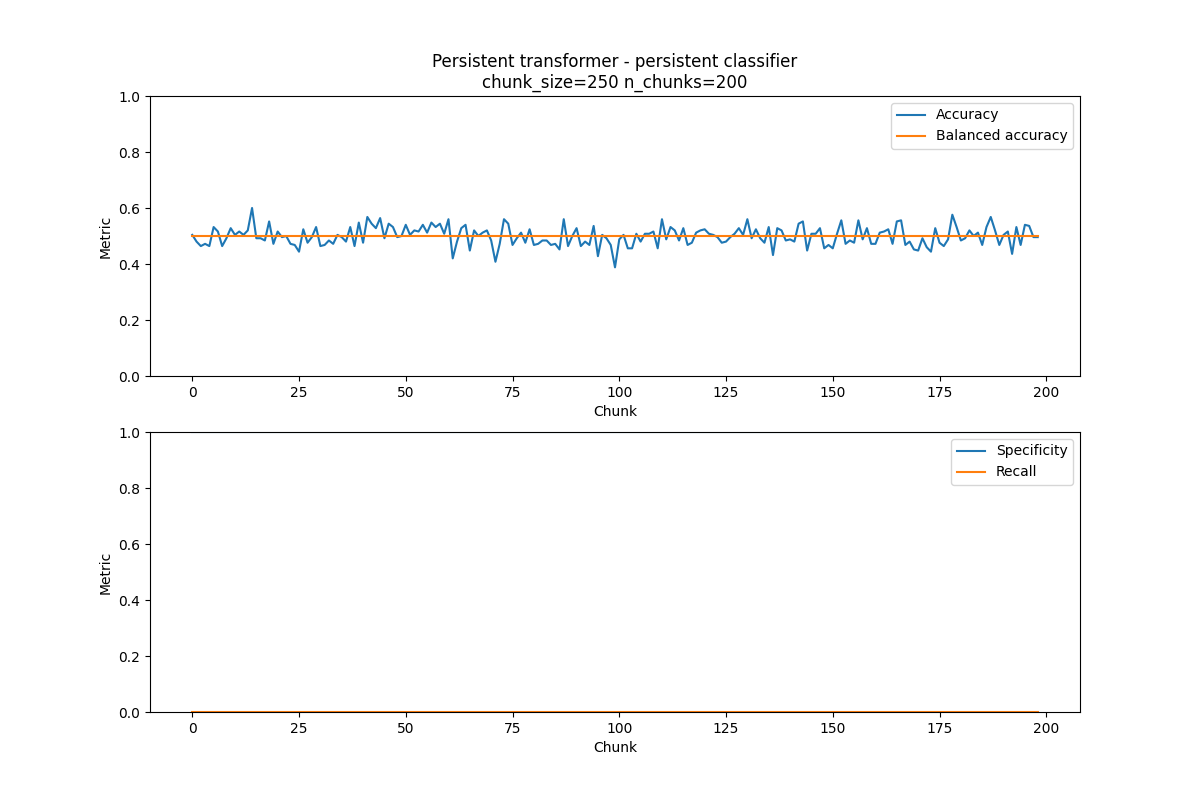 Persistent transformer - persistent classifier
chunk_size=250 n_chunks=200
1.0
0.8
0.6
0.4
0.2
0.0
Metric
Accuracy
Balanced accuracy
0 25 50 75 100 125 150 175 200
Chunk
1.0
0.8
0.6
0.4
0.2
0.0
Metric
Specificity
Recall
0 25 50 75 100 125 150 175 200
Chunk